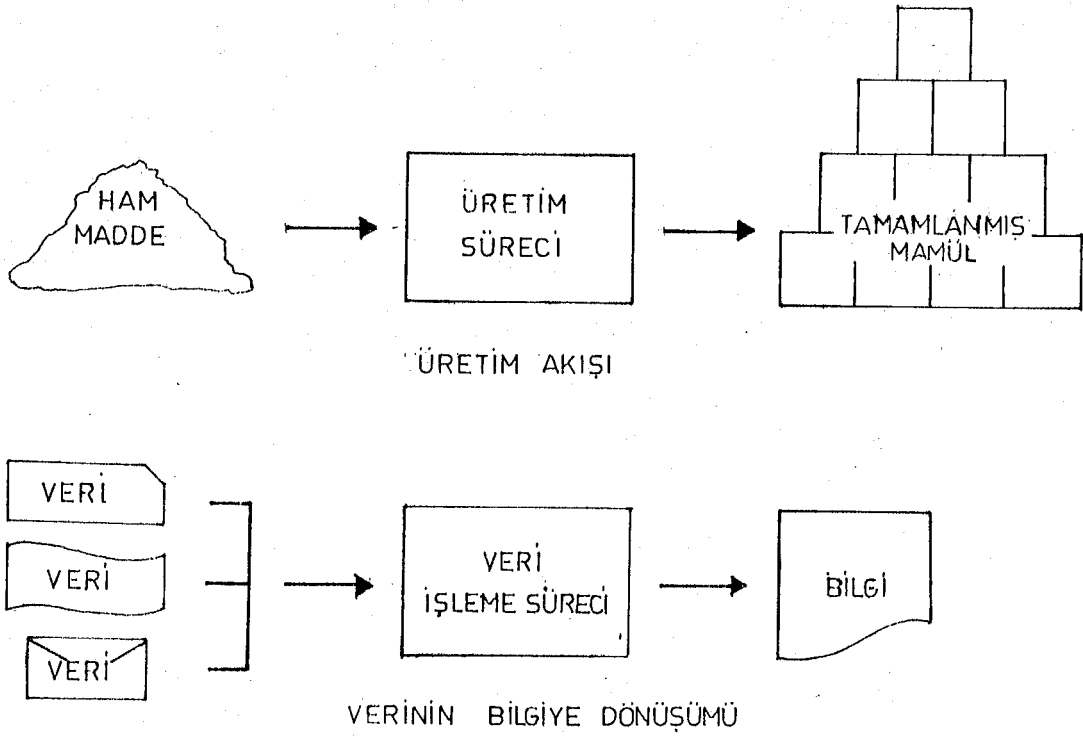 HAM
MADDE
ÜRETİM
SÜRECİ
TAMAMLANMIŞ
MAMÜL
ÜRETİM AKIŞI
VERİ
VERİ
VERİ
VERİ
İŞLEME SÜRECİ
BİLGİ
VERİNİN BİLGİYE DÖNÜŞÜMÜ